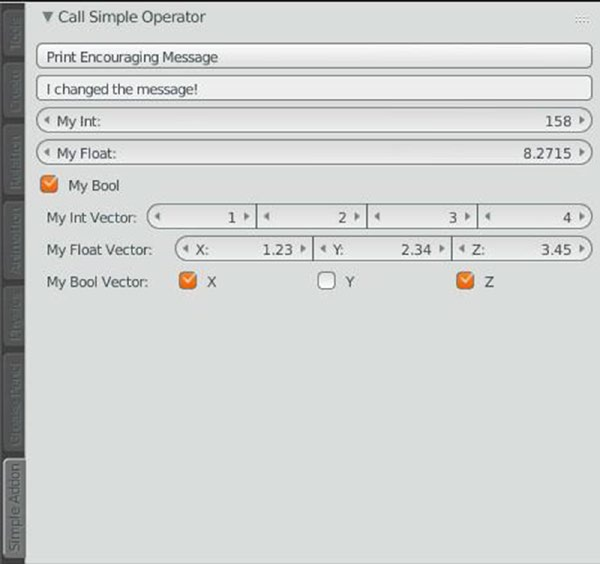 Call Simple Operator
Print Encouraging Message
I changed the message!
My Int: 158
My Float: 8.2715
My Bool
My Int Vector: 1 2 3 4
My Float Vector: X: 1.23 Y: 2.34 Z: 3.45
My Bool Vector: X Y Z
Tools
Create
Relations
Animation
Physics
Grease Pencil
Simple Addon